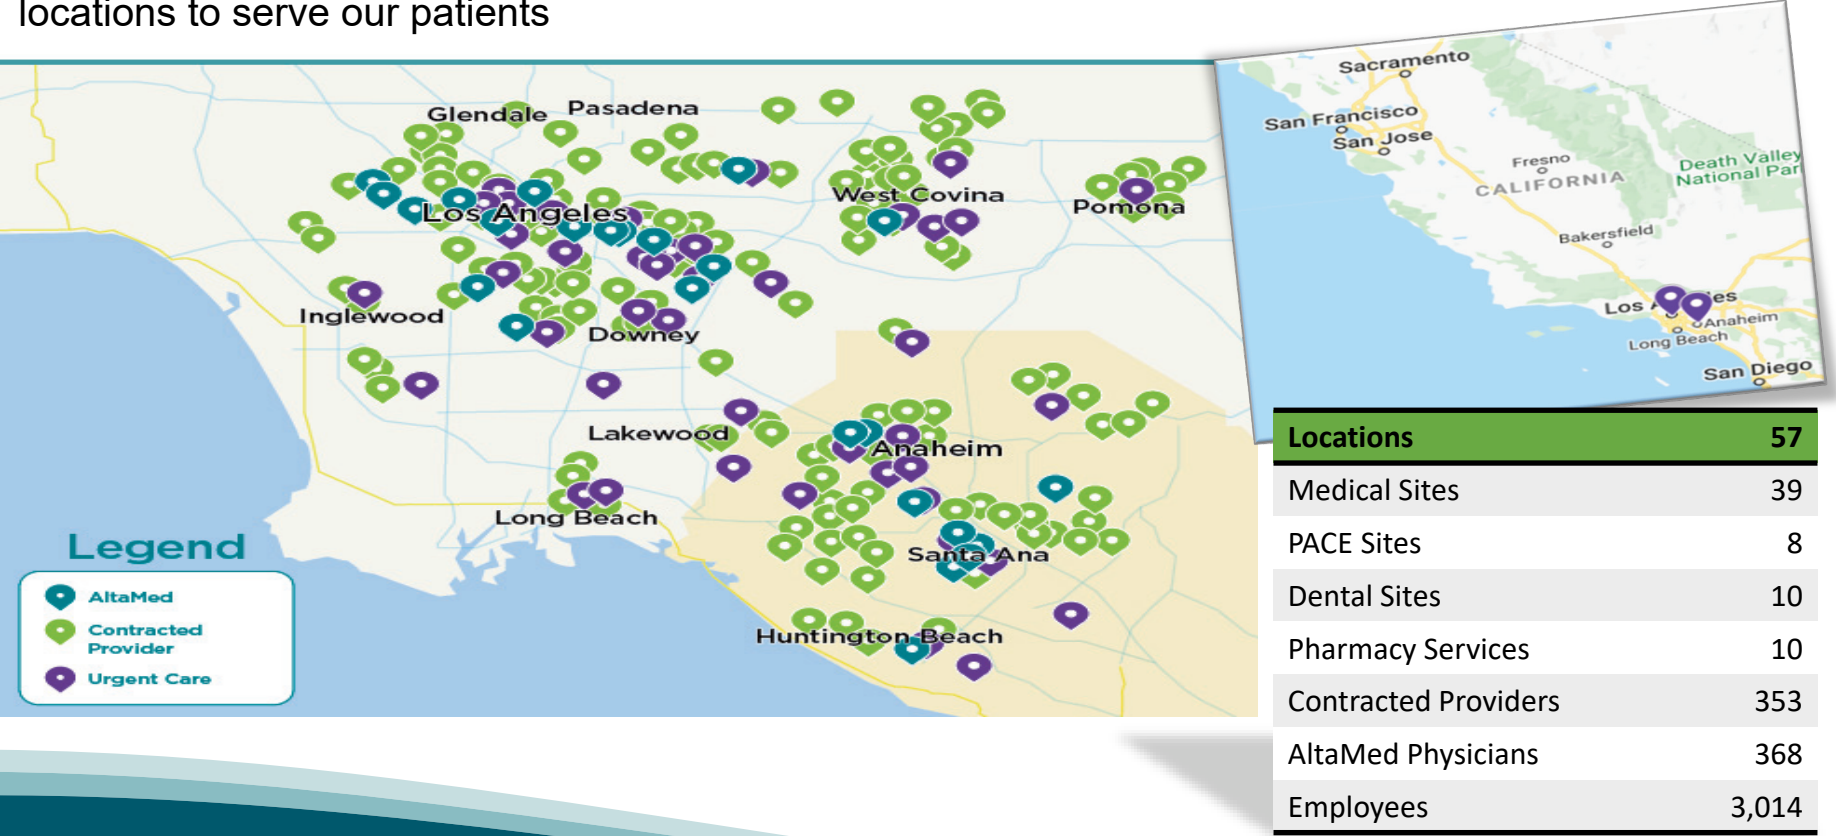 locations to serve our patients
Glendale
Pasadena
Los Angeles
West Covina
Pomona
Inglewood
Downey
Lakewood
Anaheim
Long Beach
Santa Ana
Huntington Beach
Legend
AltaMed
Contracted
Provider
Urgent Care
Sacramento
San Francisco
San Jose
Fresno
CALIFORNIA
Death Valley
National Par
Bakersfield
Los
Anaheim
Long Beach
San Diego
Locations 57
Medical Sites 39
PACE Sites 8
Dental Sites 10
Pharmacy Services 10
Contracted Providers 353
AltaMed Physicians 368
Employees 3,014